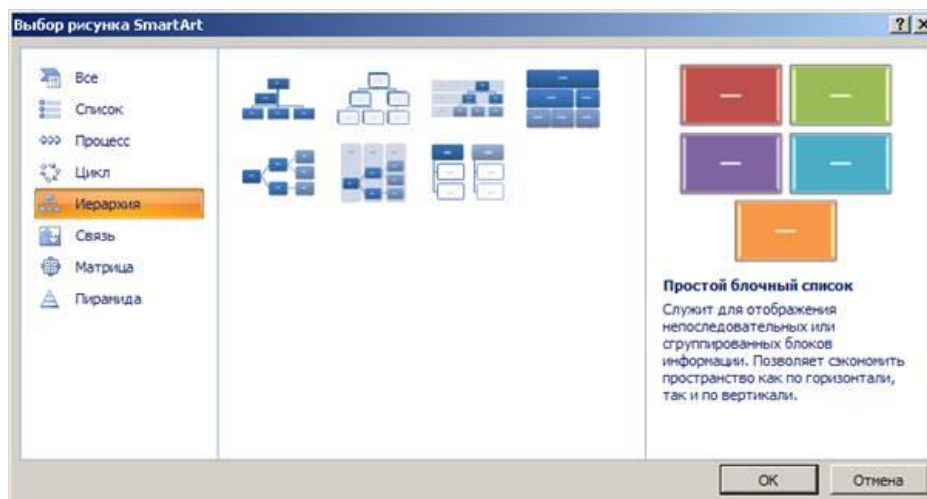 Выбор рисунка SmartArt
Все
Список
Процесс
Цикл
Иерархия
Связь
Матрица
Пирамида
Простой блочный список
Служит для отображения
непоследовательных или
сгруппированных блоков
информации. Позволяет сэкономить
пространство как по горизонтали,
так и по вертикали.
ОК
Отмена